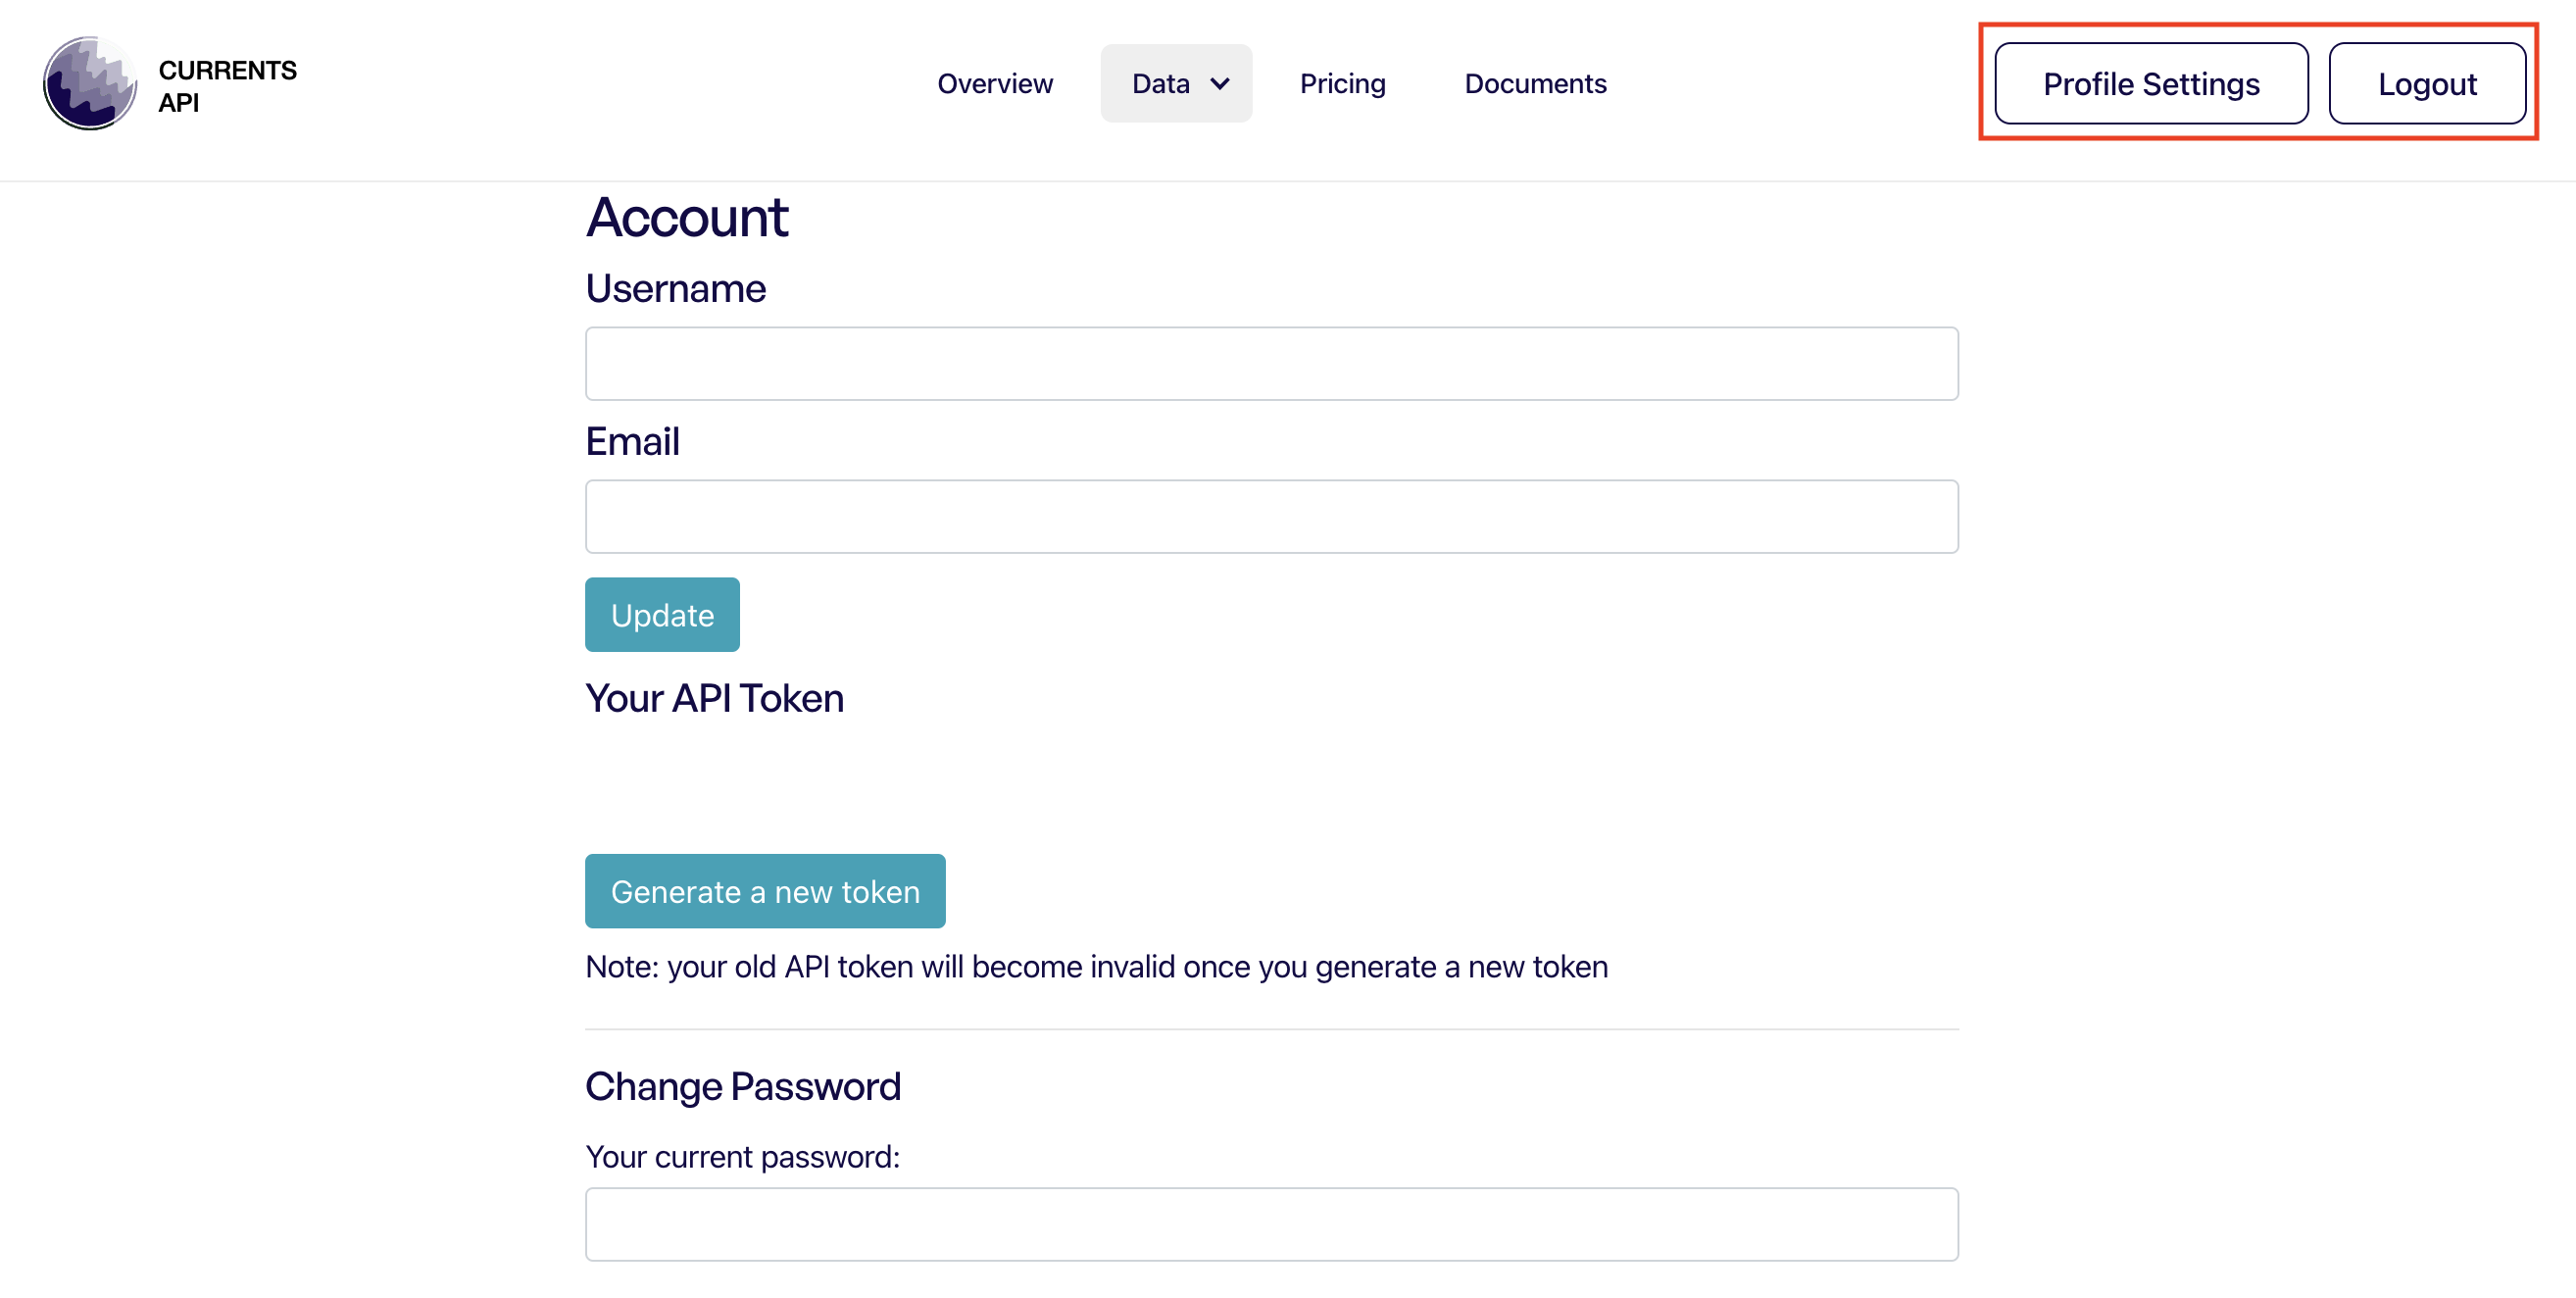 CURRENTS
API
Overview
Data
Pricing
Documents
Profile Settings
Logout
Account
Username
Email
Update
Your API Token
Generate a new token
Note: your old API token will become invalid once you generate a new token
Change Password
Your current password: